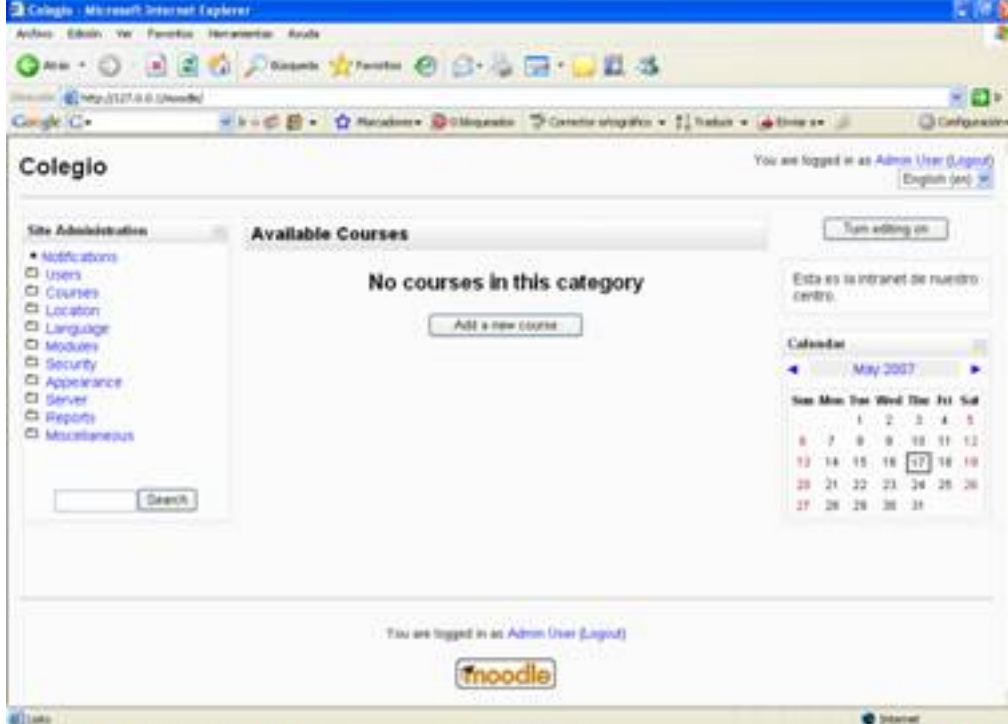 Colegio - Microsoft Internet Explorer
Archivo Edición Ver Favoritos Herramientas Ayuda
Atrás Búsqueda Favoritos
Dirección http://127.0.0.1/moodle/
Google Marcadores Corrector ortográfico Traducir Enviar a Configuración
Colegio
You are logged in as Admin User (Logout)
English (en)
Site Administration
Notifications
Users
Courses
Location
Language
Modules
Security
Appearance
Server
Reports
Miscellaneous
Search
Available Courses
No courses in this category
Add a new course
Turn editing on
Esta es la intranet de nuestro
centro.
Calendar
May 2007
Sun Mon Tue Wed Thu Fri Sat
1 2 3 4 5
6 7 8 9 10 11 12
13 14 15 16 17 18 19
20 21 22 23 24 25 26
27 28 29 30 31
You are logged in as Admin User (Logout)
moodle
Listo Internet